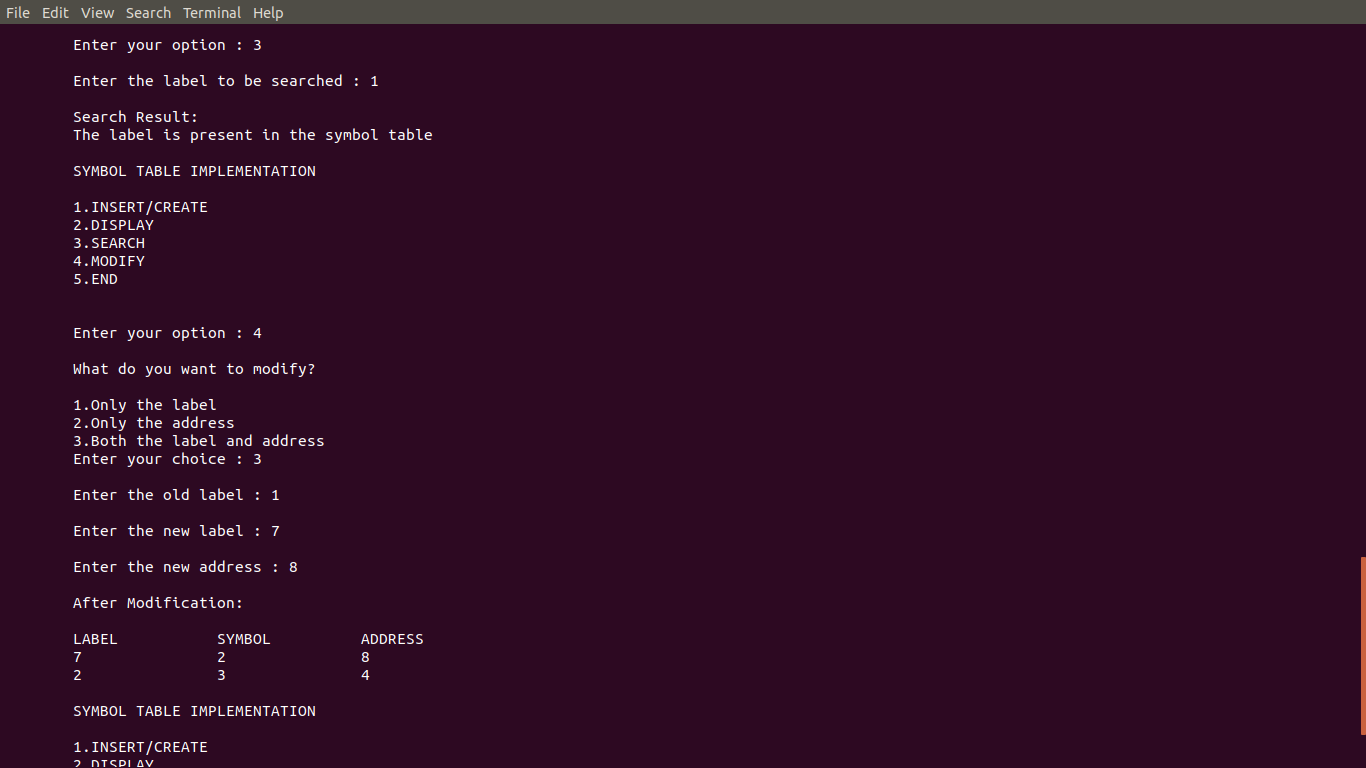 File Edit View Search Terminal Help
Enter your option : 3
Enter the label to be searched : 1
Search Result:
The label is present in the symbol table
SYMBOL TABLE IMPLEMENTATION
1.INSERT/CREATE
2.DISPLAY
3.SEARCH
4.MODIFY
5.END
Enter your option : 4
What do you want to modify?
1.Only the label
2.Only the address
3.Both the label and address
Enter your choice : 3
Enter the old label : 1
Enter the new label : 7
Enter the new address : 8
After Modification:
LABEL SYMBOL ADDRESS
7 2 8
2 3 4
SYMBOL TABLE IMPLEMENTATION
1.INSERT/CREATE
2.DISPLAY